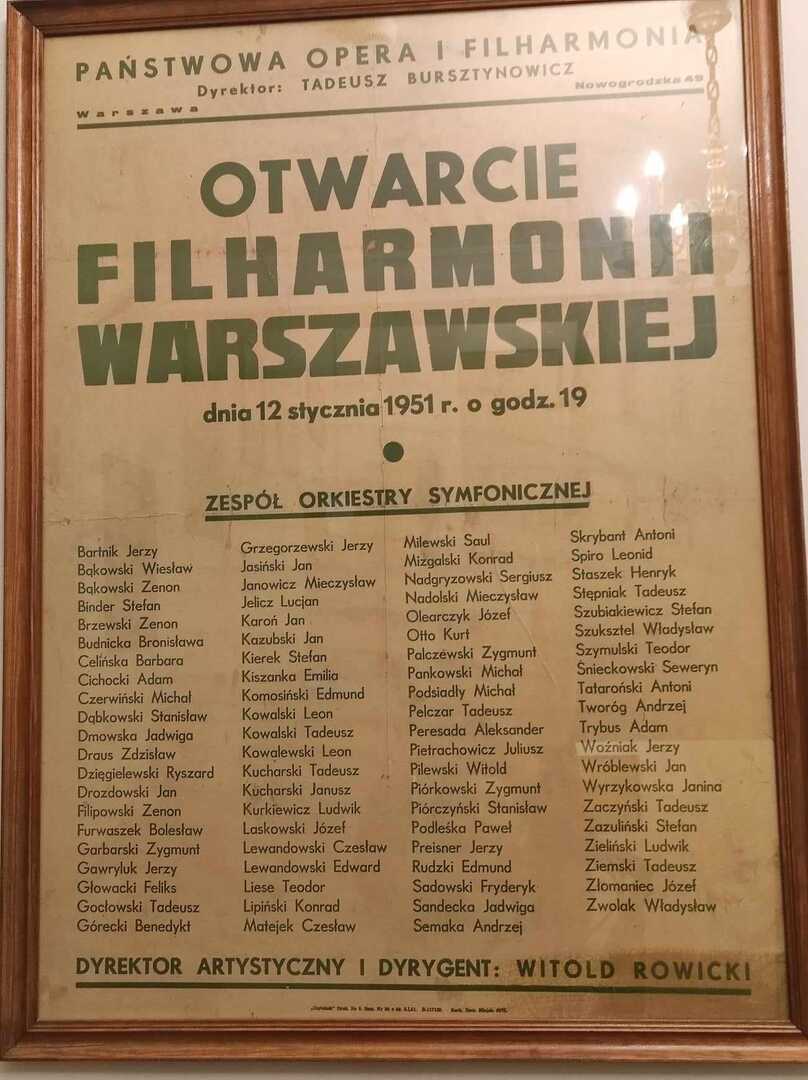 PAŃSTWOWA OPERA I FILHARMONIA
Dyrektor: TADEUSZ BURSZTYNOWICZ
Warszawa
Nowogrodzka 49
OTWARCIE
FILHARMONII
WARSZAWSKIEJ
dnia 12 stycznia 1951 r. o godz. 19
ZESPÓŁ ORKIESTRY SYMFONICZNEJ
Bartnik Jerzy
Bąkowski Wiesław
Bąkowski Zenon
Binder Stefan
Brzewski Zenon
Budnicka Bronisława
Celińska Barbara
Cichocki Adam
Czerwiński Michał
Dąbkowski Stanisław
Dmowska Jadwiga
Draus Zdzisław
Dzięgielewski Ryszard
Drozdowski Jan
Filipowski Zenon
Furwaszek Bolesław
Garbarski Zygmunt
Gawryluk Jerzy
Głowacki Feliks
Gocłowski Tadeusz
Górecki Benedykt
Grzegorzewski Jerzy
Jasiński Jan
Janowicz Mieczysław
Jelicz Lucjan
Karoń Jan
Kazubski Jan
Kierek Stefan
Kiszanka Emilia
Komosiński Edmund
Kowalski Leon
Kowalski Tadeusz
Kowalewski Leon
Kucharski Tadeusz
Kucharski Janusz
Kurkiewicz Ludwik
Laskowski Józef
Lewandowski Czesław
Lewandowski Edward
Liese Teodor
Lipiński Konrad
Matejek Czesław
Milewski Saul
Mizgalski Konrad
Nadgryzowski Sergiusz
Nadolski Mieczysław
Olearczyk Józef
Otto Kurt
Palczewski Zygmunt
Pankowski Michał
Podsiadły Michał
Pelczar Tadeusz
Peresada Aleksander
Pietrachowicz Juliusz
Pilewski Witold
Piórkowski Zygmunt
Piórczyński Stanisław
Podleśka Paweł
Preisner Jerzy
Rudzki Edmund
Sadowski Fryderyk
Sandecka Jadwiga
Semaka Andrzej
Skrybant Antoni
Spiro Leonid
Staszek Henryk
Stępniak Tadeusz
Szubiakiewicz Stefan
Szuksztel Władysław
Szymulski Teodor
Śnieckowski Seweryn
Tataroński Antoni
Tworóg Andrzej
Trybus Adam
Woźniak Jerzy
Wróblewski Jan
Wyrzykowska Janina
Zaczyński Tadeusz
Zazuliński Stefan
Zieliński Ludwik
Ziemski Tadeusz
Złomaniec Józef
Zwolak Władysław
DYREKTOR ARTYSTYCZNY I DYRYGENT: WITOLD ROWICKI